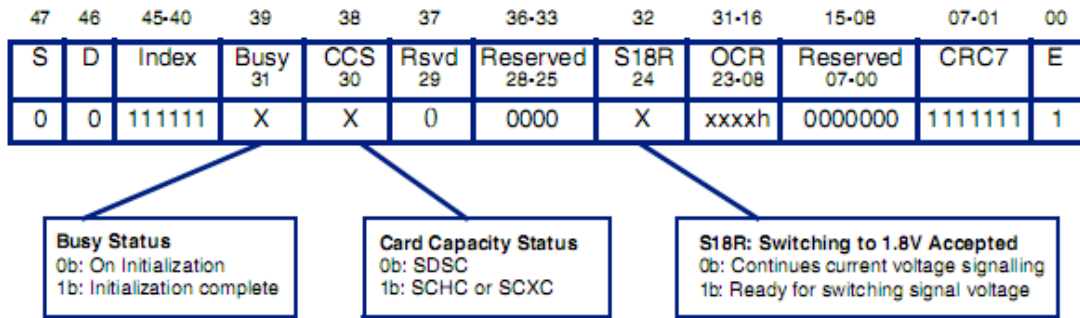 47 46 45-40 39 38 37 36-33 32 31-16 15-08 07-01 00
S D Index Busy CCS Rsvd Reserved S18R OCR Reserved CRC7 E
31 30 29 28-25 24 23-08 07-00
0 0 111111 X X 0 0000 X xxxxh 0000000 1111111 1
Busy Status
0b: On Initialization
1b: Initialization complete
Card Capacity Status
0b: SDSC
1b: SCHC or SCXC
S18R: Switching to 1.8V Accepted
0b: Continues current voltage signalling
1b: Ready for switching signal voltage